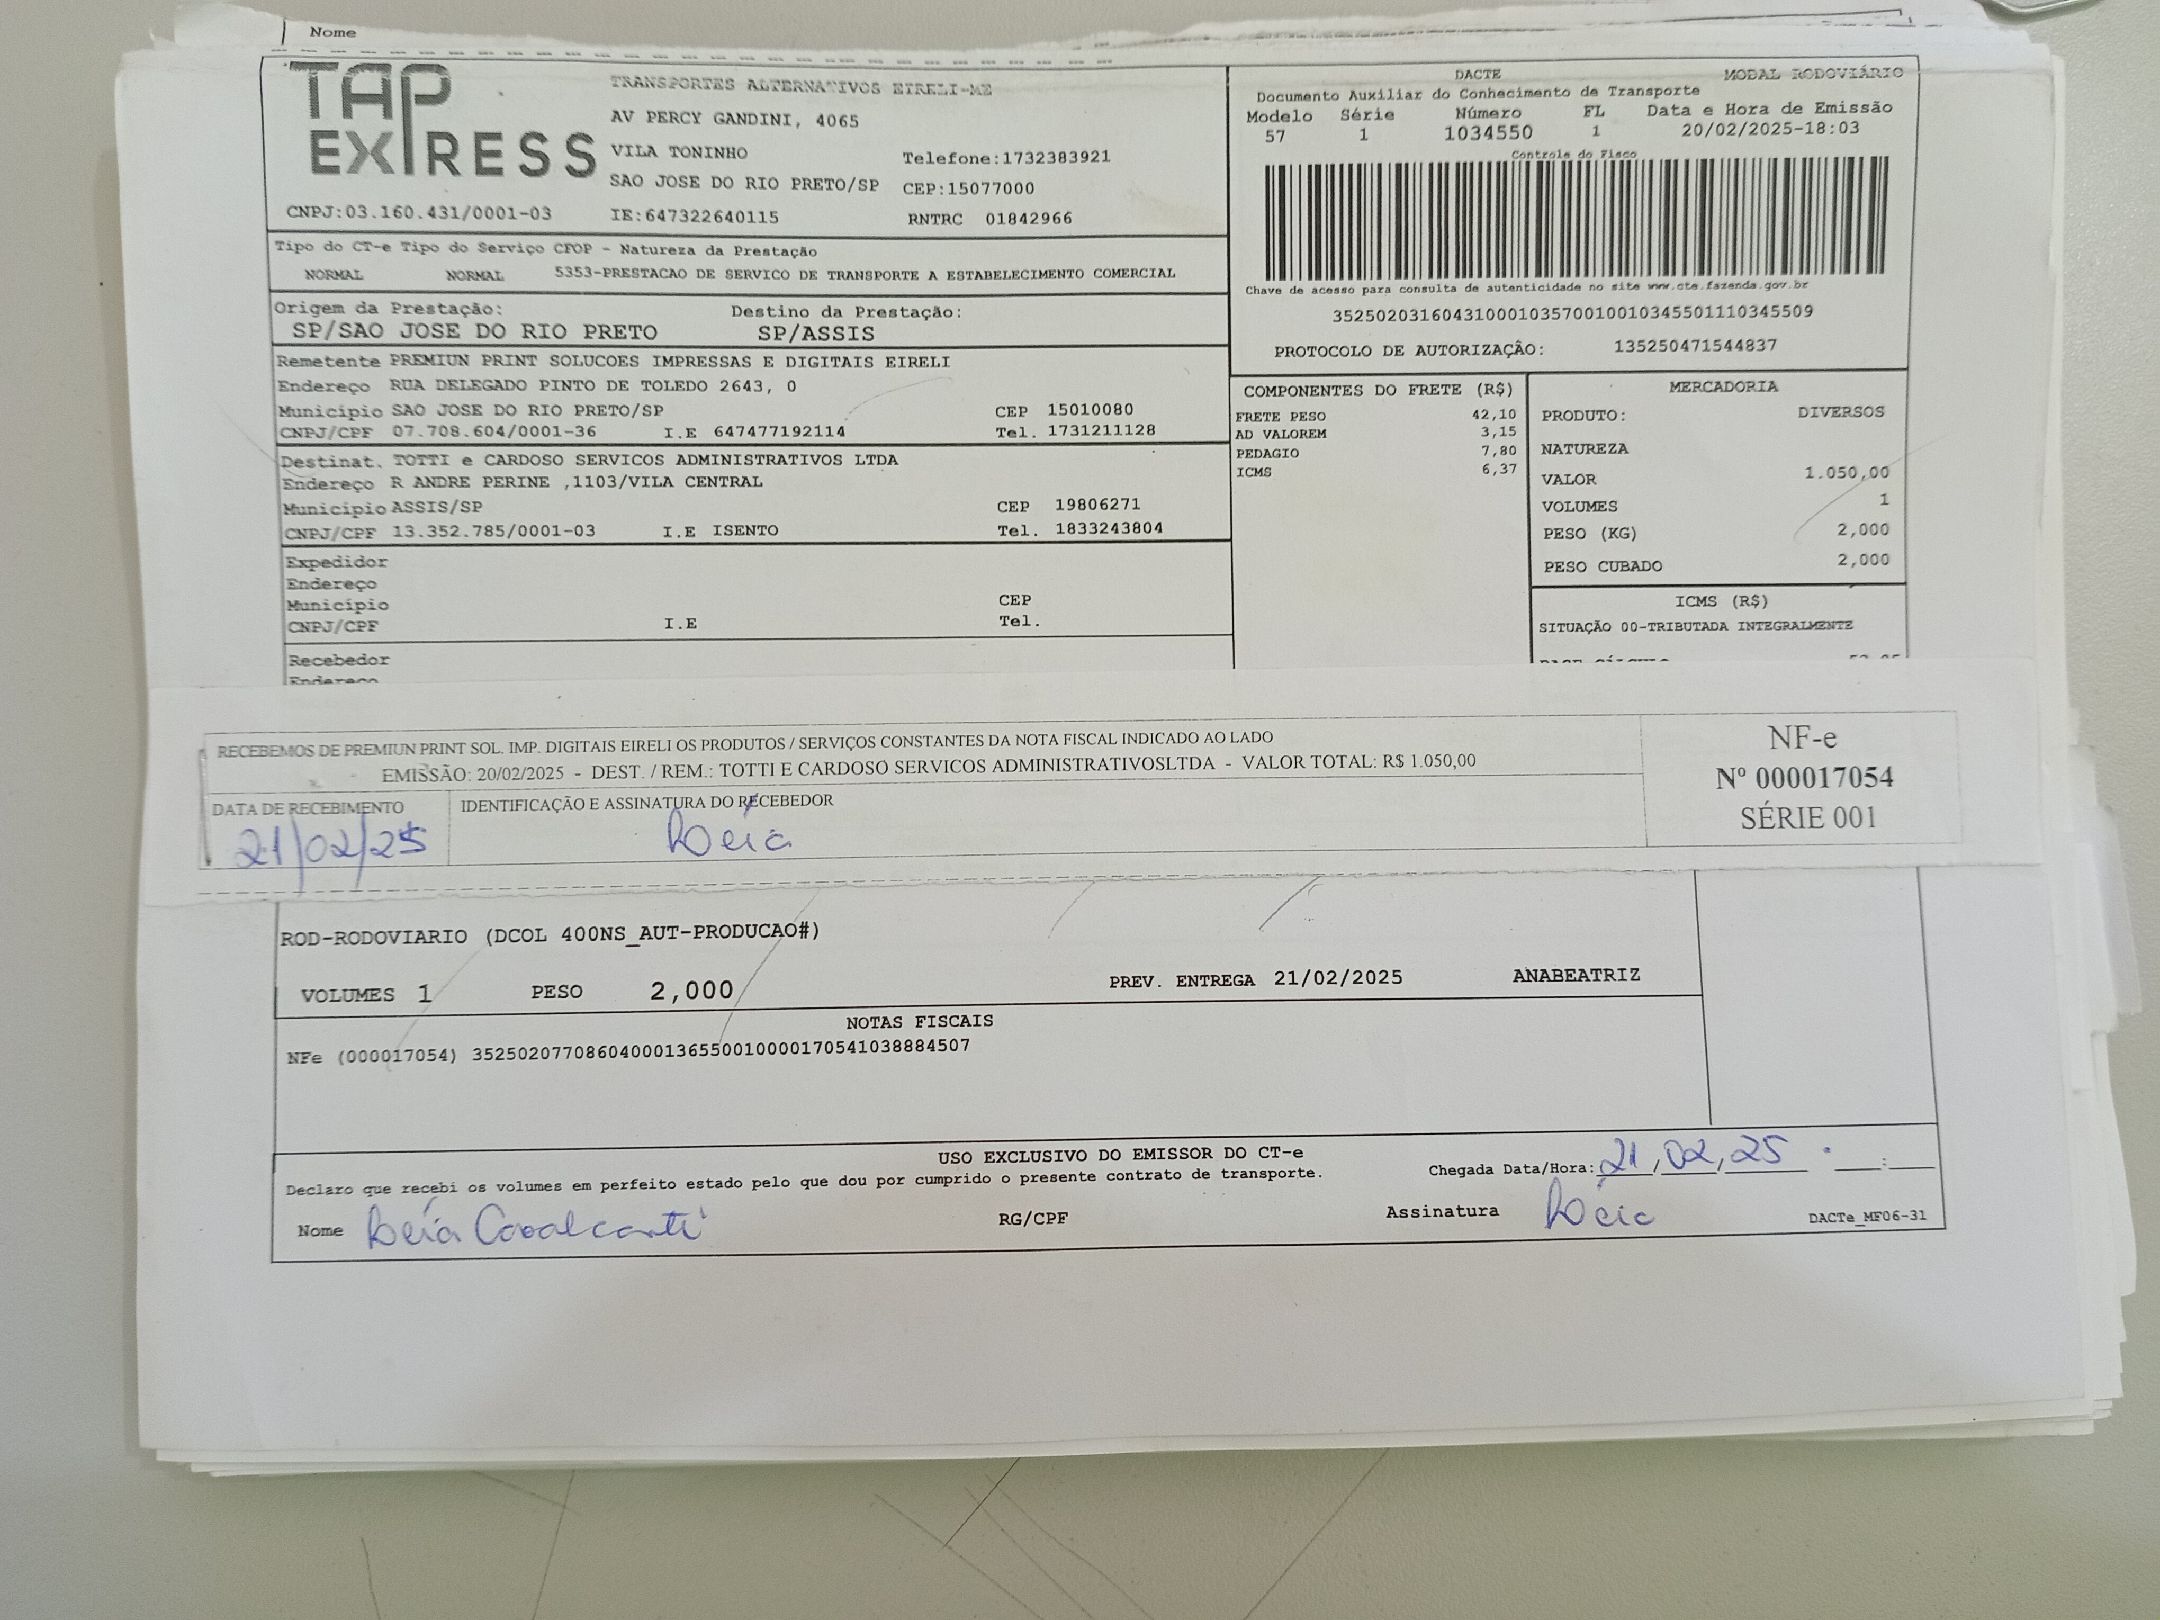 Nome
TAP EXPRESS
TRANSPORTES ALTERNATIVOS EIRELI-ME
AV PERCY GANDINI, 4065
VILA TONINHO Telefone:1732383921
SAO JOSE DO RIO PRETO/SP CEP:15077000
CNPJ:03.160.431/0001-03 IE:647322640115 RNTRC 01842966
DACTE MODAL RODOVIÁRIO
Documento Auxiliar do Conhecimento de Transporte
Modelo Série Número FL Data e Hora de Emissão
57 1 1034550 1 20/02/2025-18:03
Controle do Fisco
Chave de acesso para consulta de autenticidade no site www.cte.fazenda.gov.br
35250203160431000103570010010345501110345509
PROTOCOLO DE AUTORIZAÇÃO: 135250471544837
Tipo do CT-e Tipo do Serviço CFOP - Natureza da Prestação
NORMAL NORMAL 5353-PRESTACAO DE SERVICO DE TRANSPORTE A ESTABELECIMENTO COMERCIAL
Origem da Prestação: Destino da Prestação:
SP/SAO JOSE DO RIO PRETO SP/ASSIS
Remetente PREMIUN PRINT SOLUCOES IMPRESSAS E DIGITAIS EIRELI
Endereço RUA DELEGADO PINTO DE TOLEDO 2643, 0
Município SAO JOSE DO RIO PRETO/SP CEP 15010080
CNPJ/CPF 07.708.604/0001-36 I.E 647477192114 Tel. 1731211128
Destinat. TOTTI e CARDOSO SERVICOS ADMINISTRATIVOS LTDA
Endereço R ANDRE PERINE ,1103/VILA CENTRAL
Município ASSIS/SP CEP 19806271
CNPJ/CPF 13.352.785/0001-03 I.E ISENTO Tel. 1833243804
Expedidor
Endereço
Município CEP
CNPJ/CPF I.E Tel.
Recebedor
Endereço
COMPONENTES DO FRETE (R$)
FRETE PESO 42,10
AD VALOREM 3,15
PEDAGIO 7,80
ICMS 6,37
MERCADORIA
PRODUTO: DIVERSOS
NATUREZA
VALOR 1.050,00
VOLUMES 1
PESO (KG) 2,000
PESO CUBADO 2,000
ICMS (R$)
SITUAÇÃO 00-TRIBUTADA INTEGRALMENTE
RECEBEMOS DE PREMIUN PRINT SOL. IMP. DIGITAIS EIRELI OS PRODUTOS / SERVIÇOS CONSTANTES DA NOTA FISCAL INDICADO AO LADO
EMISSÃO: 20/02/2025 - DEST. / REM.: TOTTI E CARDOSO SERVICOS ADMINISTRATIVOSLTDA - VALOR TOTAL: R$ 1.050,00
DATA DE RECEBIMENTO IDENTIFICAÇÃO E ASSINATURA DO RECEBEDOR
21/02/25 Léia
NF-e
Nº 000017054
SÉRIE 001
ROD-RODOVIARIO (DCOL 400NS_AUT-PRODUCAO#)
VOLUMES 1 PESO 2,000 PREV. ENTREGA 21/02/2025 ANABEATRIZ
NOTAS FISCAIS
NFe (000017054) 35250207708604000136550010000170541038884507
USO EXCLUSIVO DO EMISSOR DO CT-e
Declaro que recebi os volumes em perfeito estado pelo que dou por cumprido o presente contrato de transporte. Chegada Data/Hora: 21,02,25 :
Nome Léia Cavalcanti RG/CPF Assinatura Léia DACTe_MF06-31